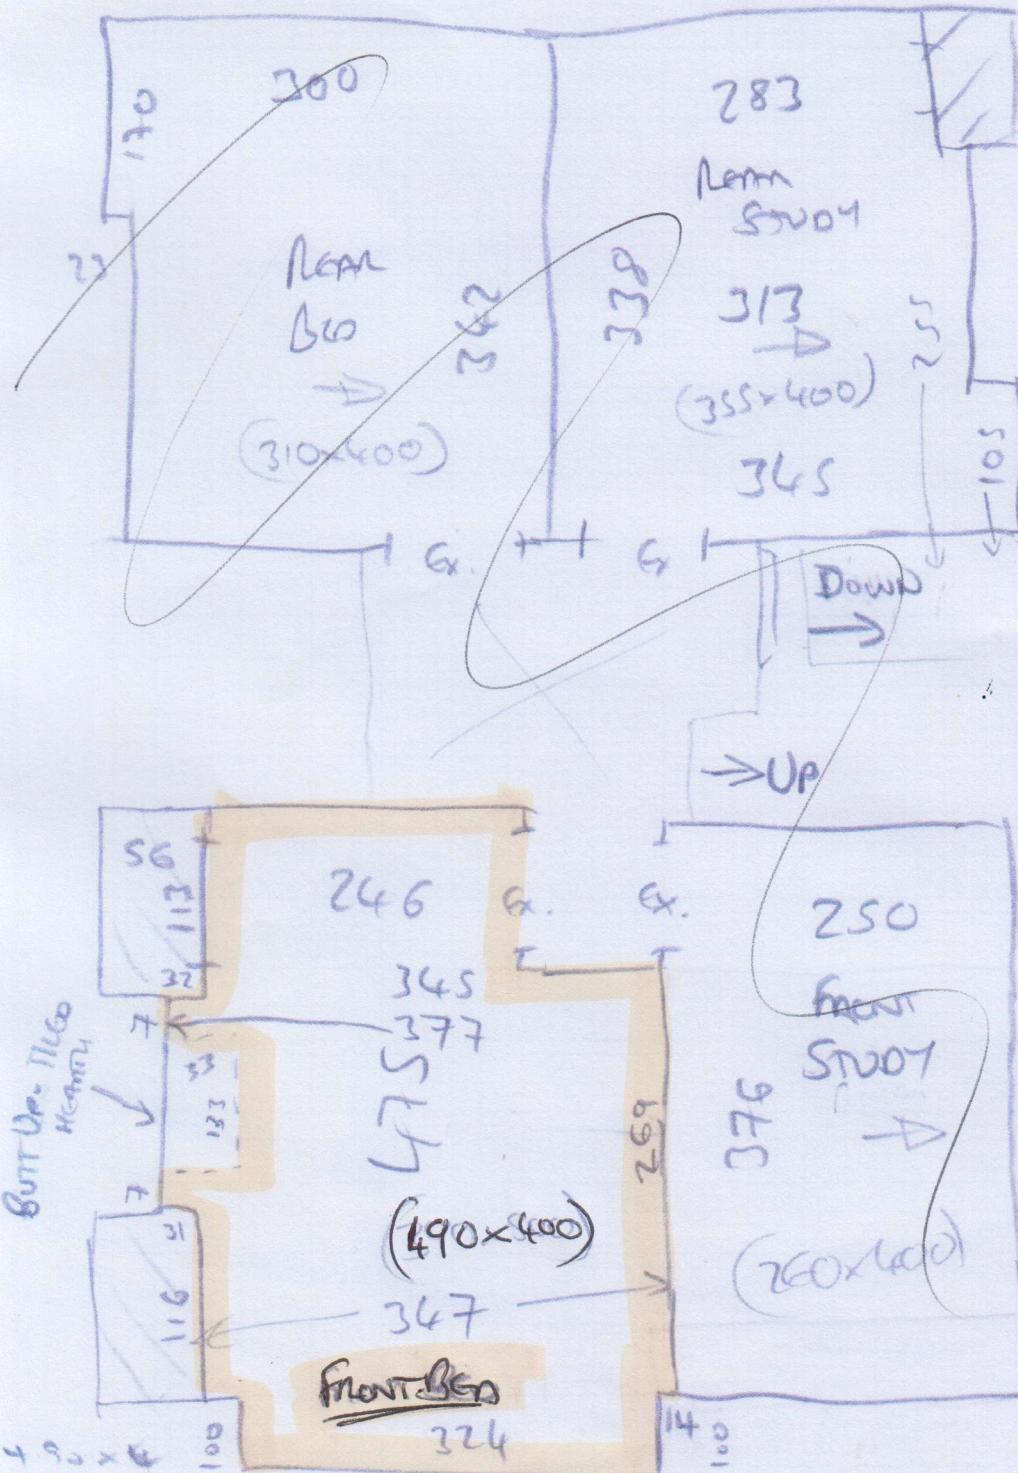 300
283
170
REAR
STUDY
23
REAR
BED
342
338
313
255
(310x400)
(355x400)
345
105
Ex.
Ex
DOWN
UP
56
113
246
Ex.
Ex.
250
32
345
7
377
FRONT
STUDY
BUTT UP TILED
HEARTH
33
133
475
269
376
7
31
(490x400)
(260x400)
116
347
FRONT BED
324
14
100
100